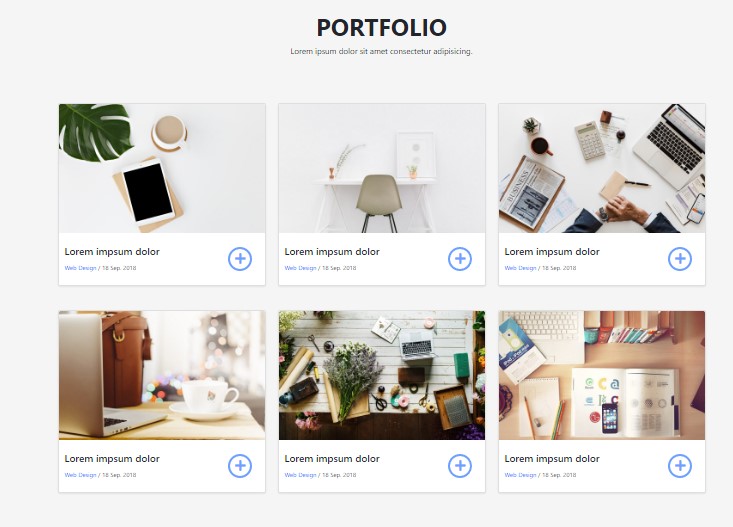 PORTFOLIO
Lorem ipsum dolor sit amet consectetur adipisicing.
BUSINESS
Lorem impsum dolor
Web Design / 18 Sep. 2018
Lorem impsum dolor
Web Design / 18 Sep. 2018
Lorem impsum dolor
Web Design / 18 Sep. 2018
Lorem impsum dolor
Web Design / 18 Sep. 2018
Lorem impsum dolor
Web Design / 18 Sep. 2018
Lorem impsum dolor
Web Design / 18 Sep. 2018